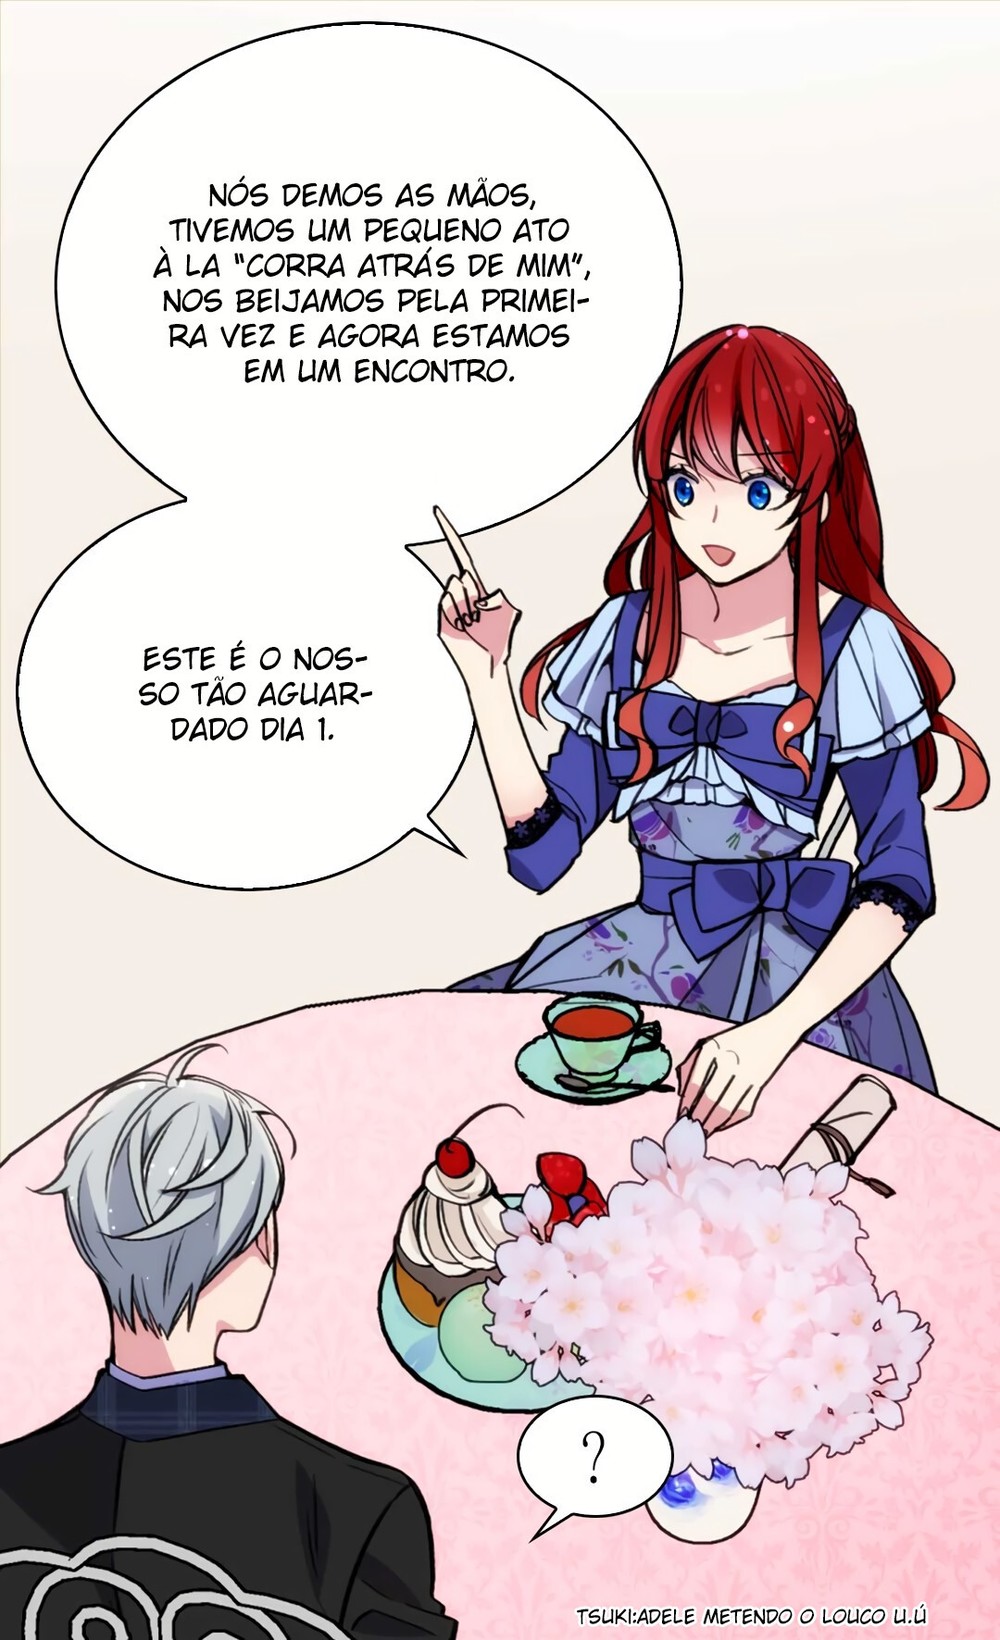 NÓS DEMOS AS MÃOS,
TIVEMOS UM PEQUENO ATO
À LA "CORRA ATRÁS DE MIM",
NOS BEIJAMOS PELA PRIMEI-
RA VEZ E AGORA ESTAMOS
EM UM ENCONTRO.
ESTE É O NOS-
SO TÃO AGUAR-
DADO DIA 1.
?
TSUKI:ADELE METENDO O LOUCO U.Ú